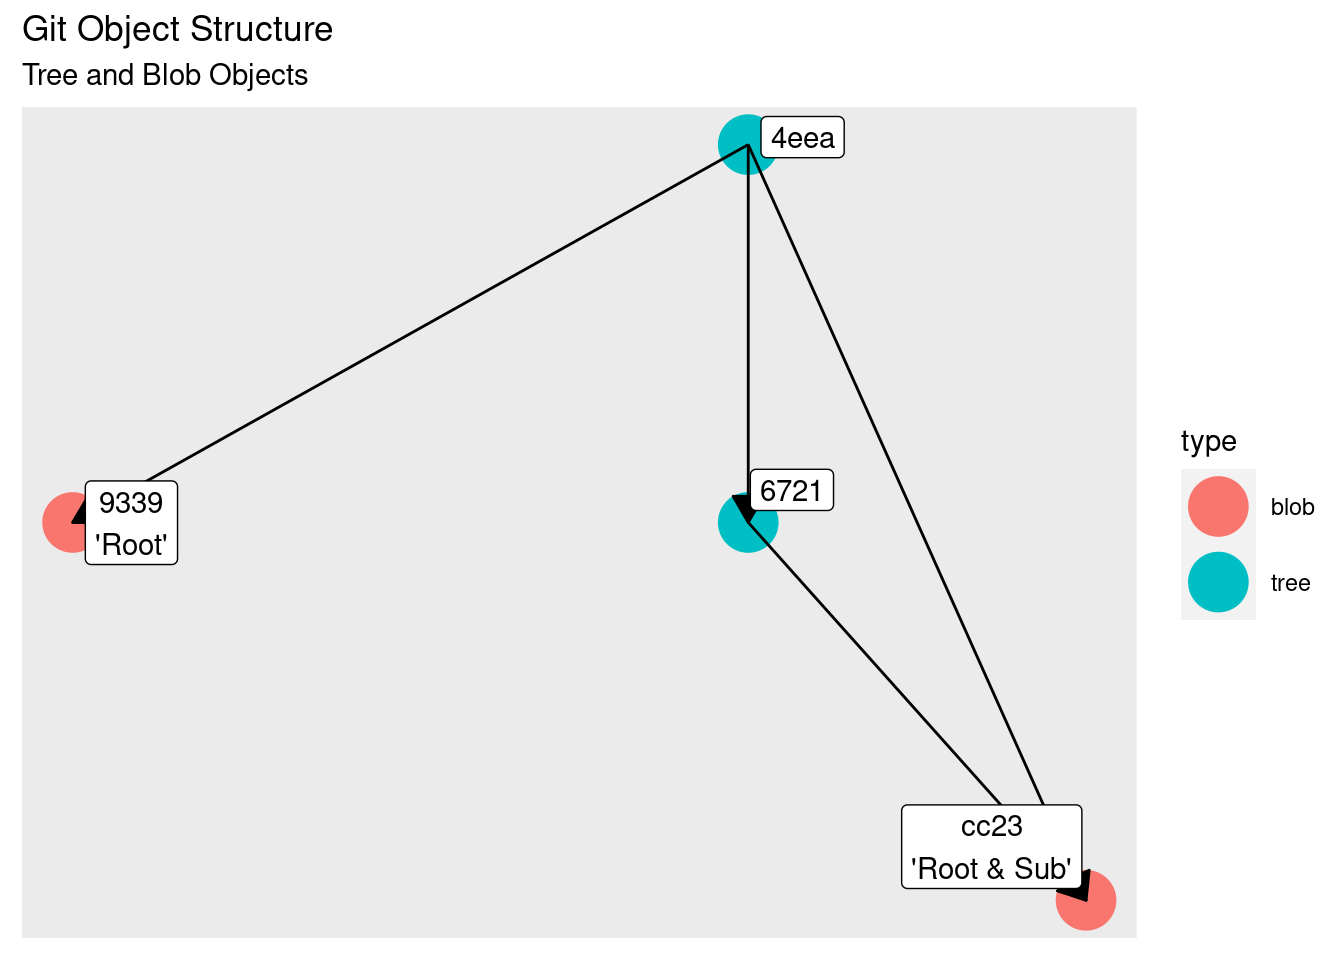 Git Object Structure
Tree and Blob Objects
4eea
9339
'Root'
6721
cc23
'Root & Sub'
type
blob
tree